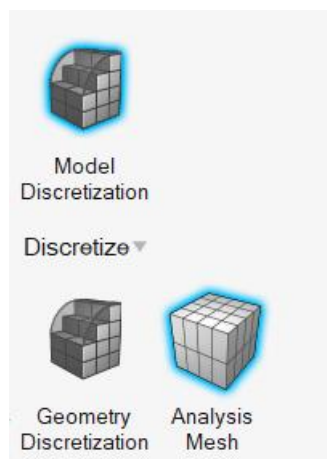 Model
Discretization
Discretize
Geometry
Discretization
Analysis
Mesh